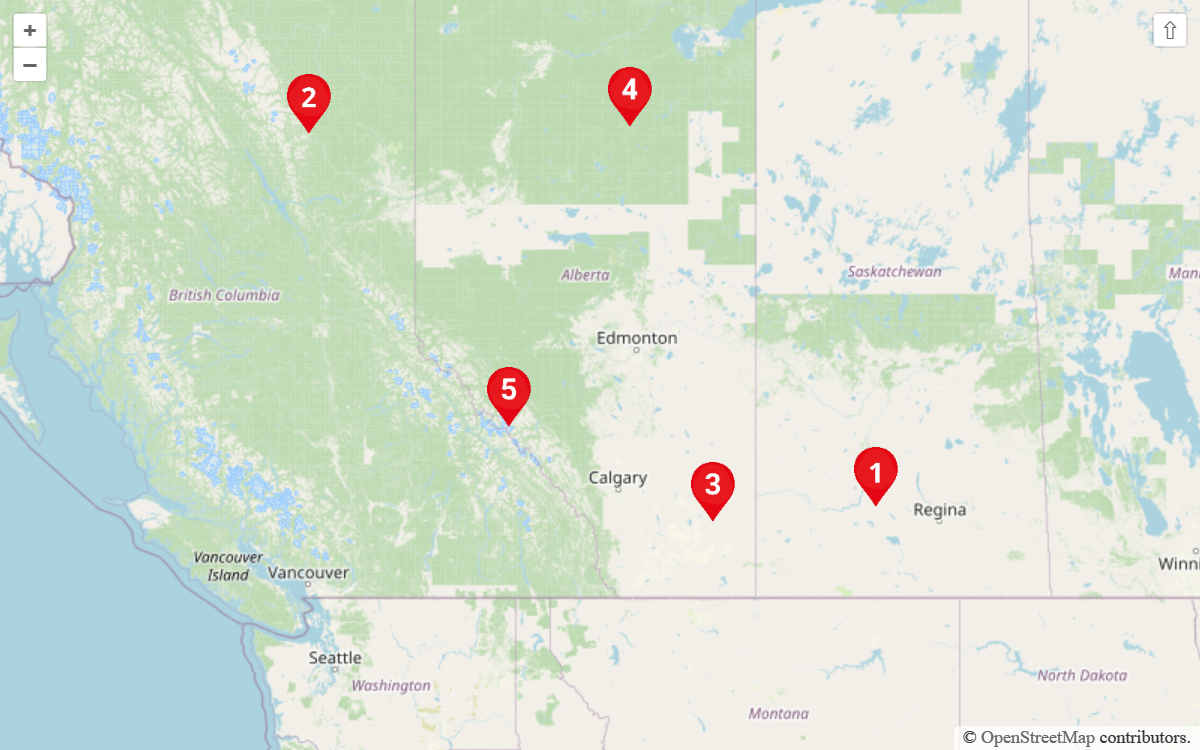 +
−
⇧
2
4
Alberta
Saskatchewan
Mani
British Columbia
Edmonton
5
Calgary
3
1
Regina
Vancouver
Island
Vancouver
Winni
Seattle
Washington
North Dakota
Montana
© OpenStreetMap contributors.